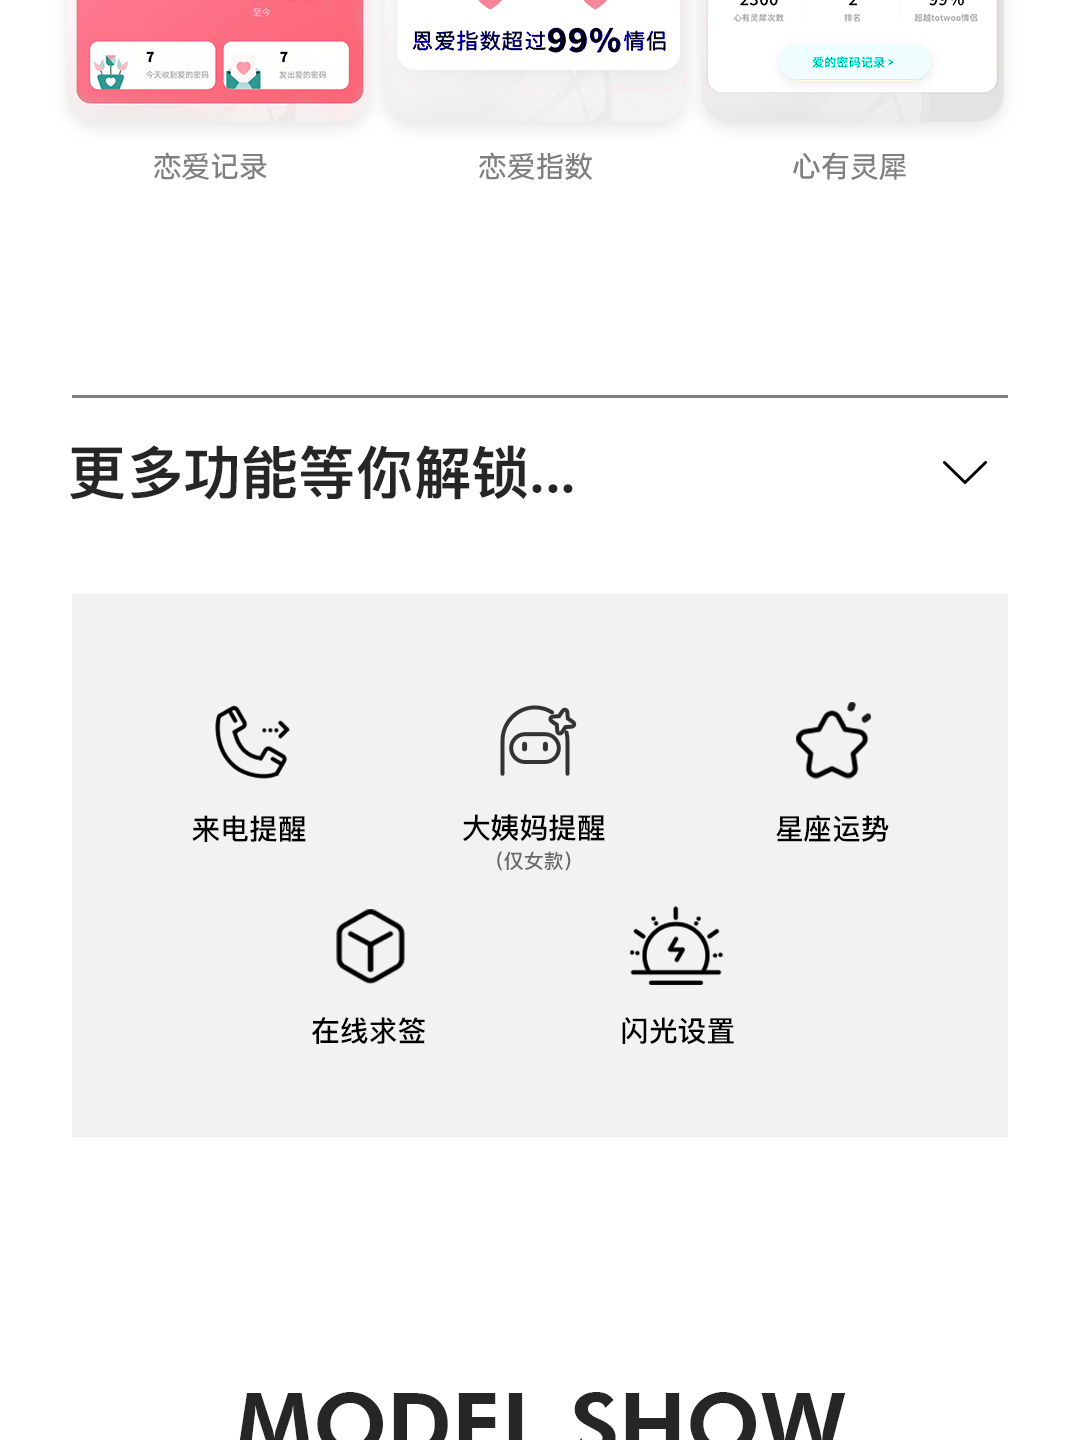 至今
7
今天收到爱的密码
7
发出爱的密码
恩爱指数超过99%情侣
2300
心有灵犀次数
2
排名
99%
超越totwoo情侣
爱的密码记录 >
恋爱记录
恋爱指数
心有灵犀
更多功能等你解锁...
来电提醒
大姨妈提醒
（仅女款）
星座运势
在线求签
闪光设置
MODEL SHOW